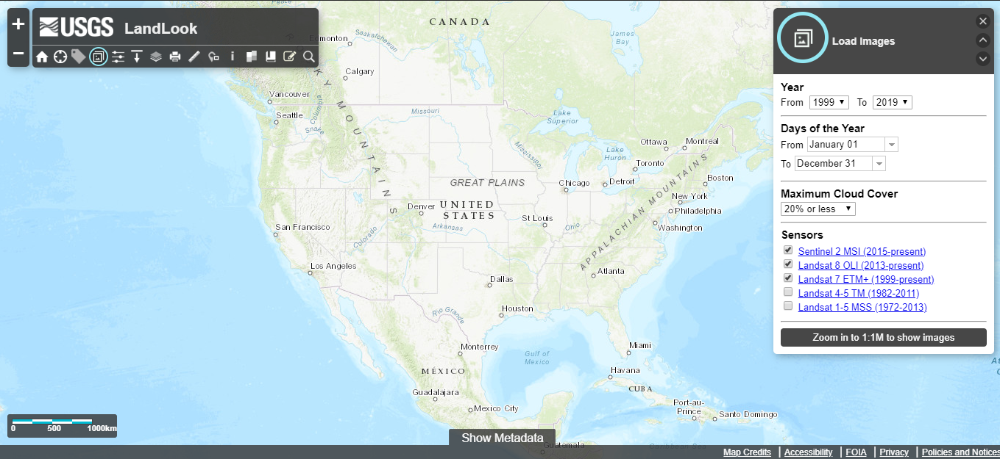 +
−
USGS LandLook
Load Images
Year
From 1999 To 2019
Days of the Year
From January 01
To December 31
Maximum Cloud Cover
20% or less
Sensors
Sentinel 2 MSI (2015-present)
Landsat 8 OLI (2013-present)
Landsat 7 ETM+ (1999-present)
Landsat 4-5 TM (1982-2011)
Landsat 1-5 MSS (1972-2013)
Zoom in to 1:1M to show images
CANADA
Edmonton
Saskatchewan
James
Bay
Calgary
Vancouver
Seattle
Columbia
Snake
Missouri
Lake
Superior
Mississippi
Ottawa
Montreal
Lake
Huron
Toronto
GREAT PLAINS
Chicago
Detroit
Boston
New York
Philadelphia
Denver
UNITED
STATES
St Louis
Ohio
Washington
APPALACHIAN MOUNTAINS
San Francisco
Colorado
Arkansas
Los Angeles
Atlanta
Dallas
Houston
Rio Grande
Monterrey
Gulf of
Mexico
Miami
MÉXICO
Havana
CUBA
Guadalajara
Mexico City
Port-au-
Prince
Santo Domingo
Guatemala
Caribbean Sea
0 500 1000km
Show Metadata
Map Credits | Accessibility | FOIA | Privacy | Policies and Notices